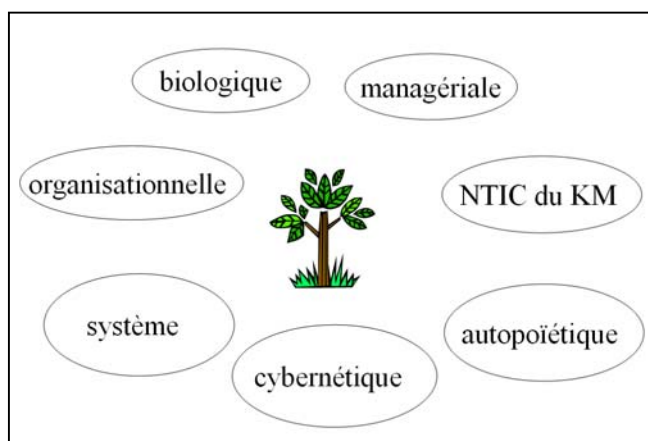 biologique
managériale
organisationnelle
NTIC du KM
système
autopoïétique
cybernétique